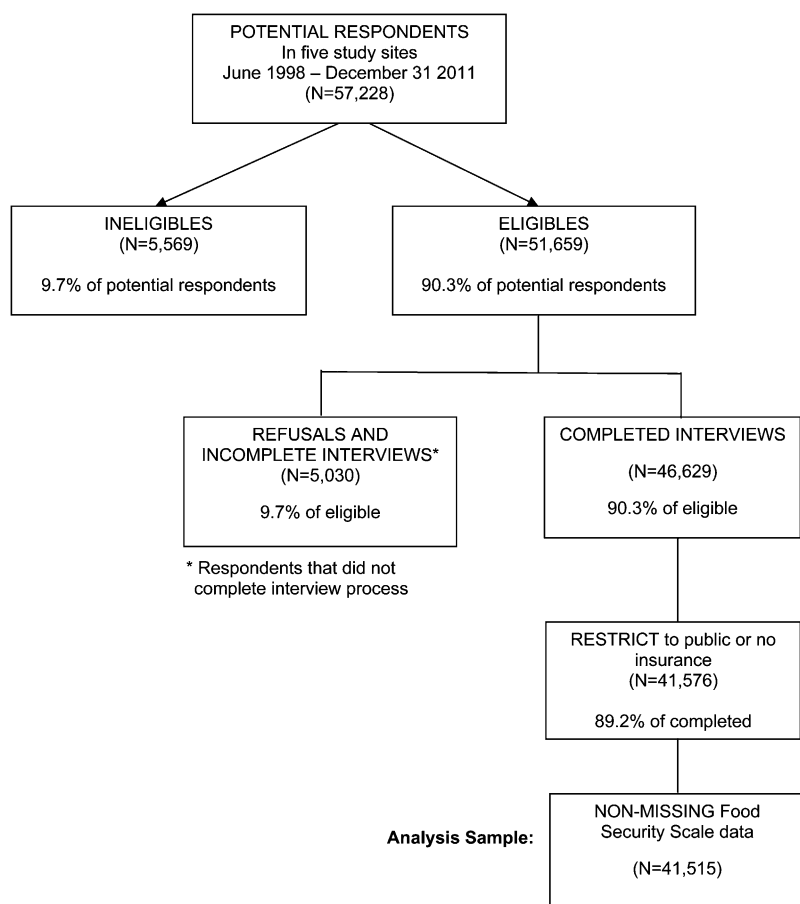 POTENTIAL RESPONDENTS
In five study sites
June 1998 – December 31 2011
(N=57,228)
INELIGIBLES
(N=5,569)
9.7% of potential respondents
ELIGIBLES
(N=51,659)
90.3% of potential respondents
REFUSALS AND
INCOMPLETE INTERVIEWS*
(N=5,030)
9.7% of eligible
* Respondents that did not
complete interview process
COMPLETED INTERVIEWS
(N=46,629)
90.3% of eligible
RESTRICT to public or no
insurance
(N=41,576)
89.2% of completed
Analysis Sample:
NON-MISSING Food
Security Scale data
(N=41,515)